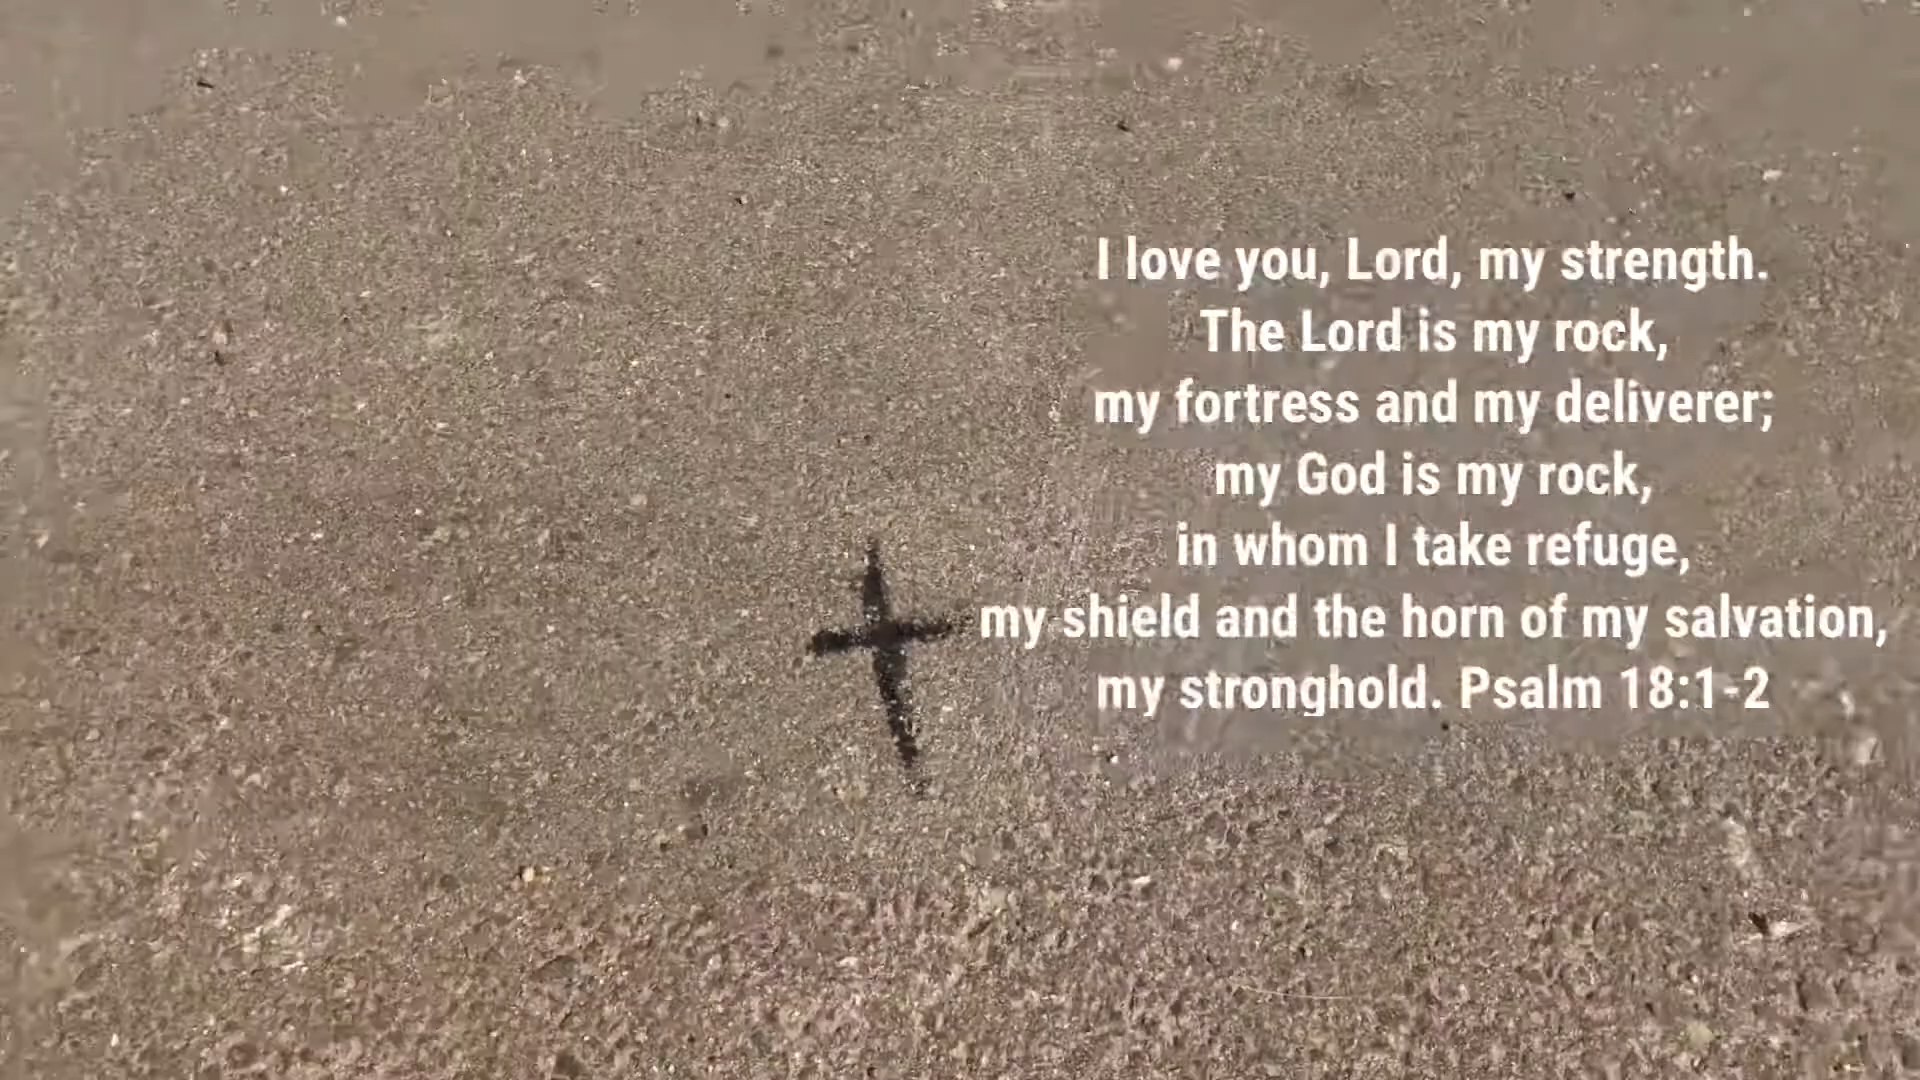 I love you, Lord, my strength.
The Lord is my rock,
my fortress and my deliverer;
my God is my rock,
in whom I take refuge,
my shield and the horn of my salvation,
my stronghold. Psalm 18:1-2